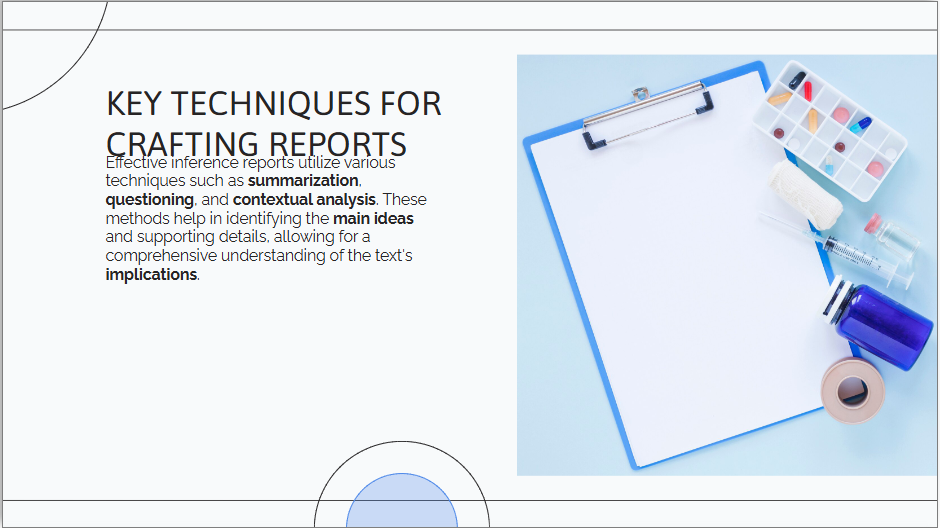 KEY TECHNIQUES FOR
CRAFTING REPORTS
Effective inference reports utilize various
techniques such as summarization,
questioning, and contextual analysis. These
methods help in identifying the main ideas
and supporting details, allowing for a
comprehensive understanding of the text's
implications.